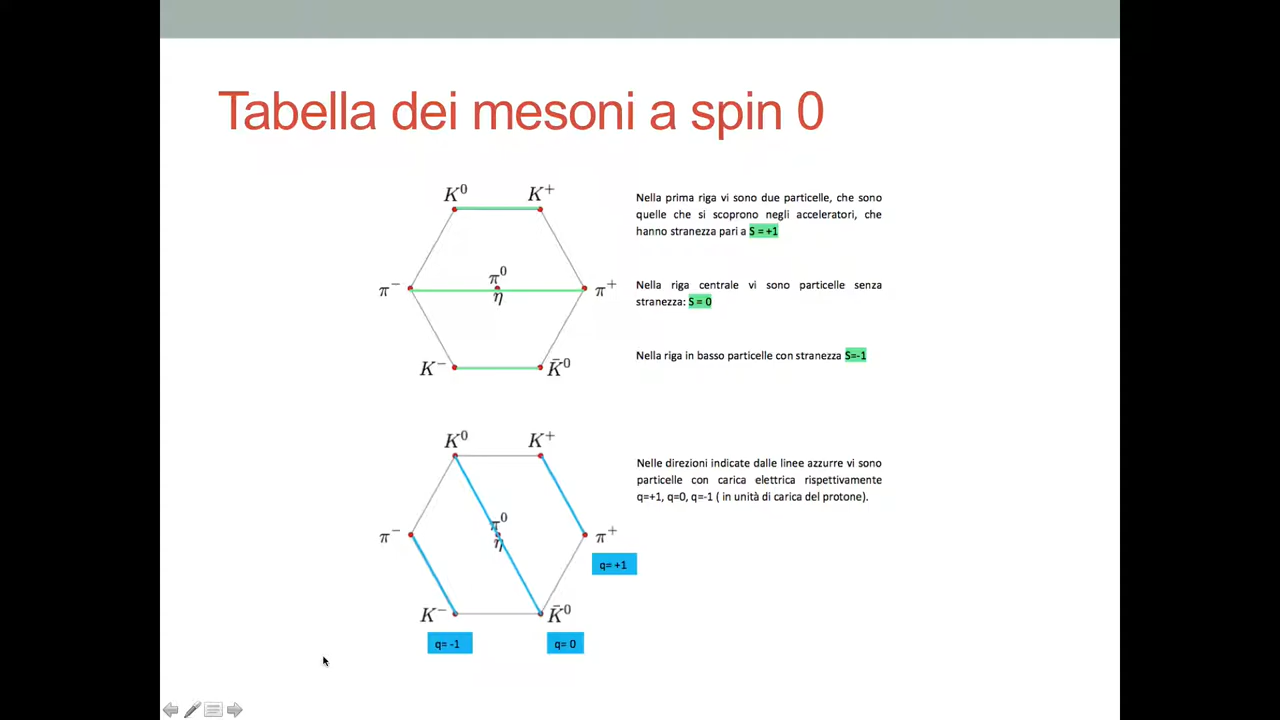 Tabella dei mesoni a spin 0
K⁰ K⁺
π⁻ π⁰ π⁺
η
K⁻ K̄⁰
Nella prima riga vi sono due particelle, che sono
quelle che si scoprono negli acceleratori, che
hanno stranezza pari a S = +1
Nella riga centrale vi sono particelle senza
stranezza: S = 0
Nella riga in basso particelle con stranezza S=-1
K⁰ K⁺
π⁻ π⁰ π⁺
η
K⁻ K̄⁰
q= +1
q= -1 q= 0
Nelle direzioni indicate dalle linee azzurre vi sono
particelle con carica elettrica rispettivamente
q=+1, q=0, q=-1 ( in unità di carica del protone).